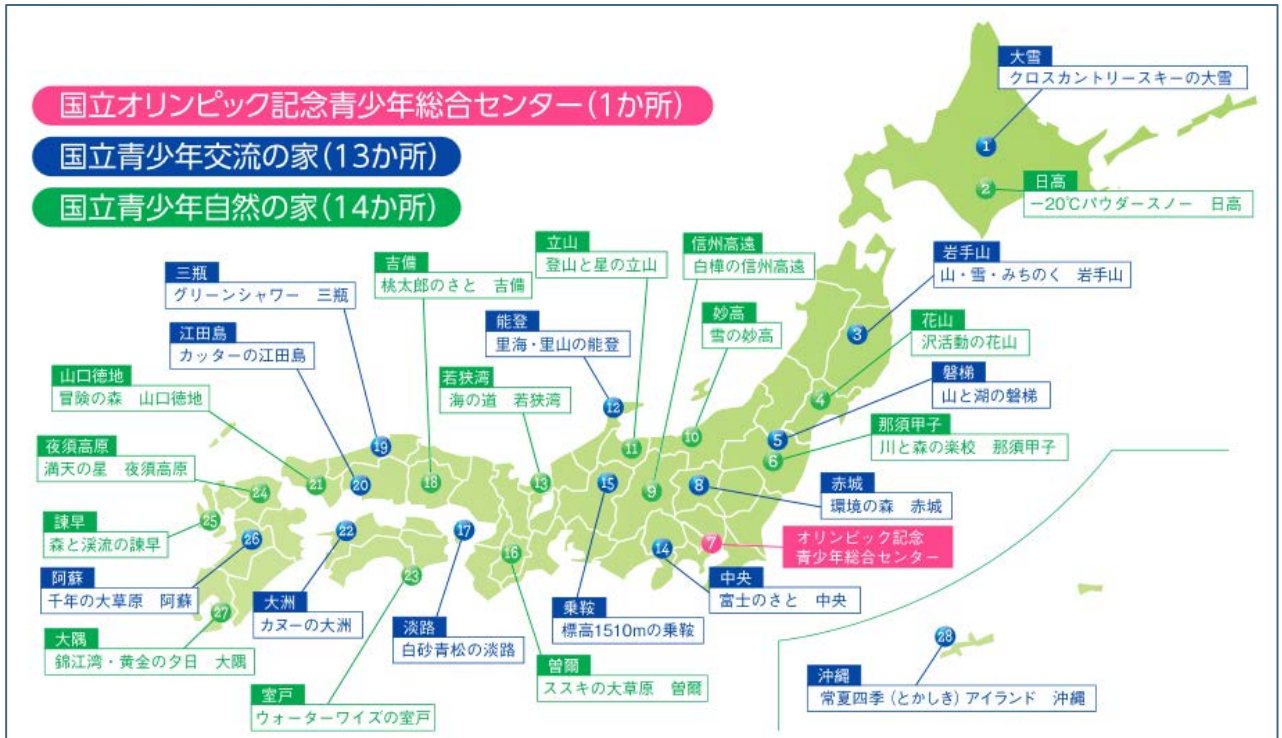 国立オリンピック記念青少年総合センター(1か所)
国立青少年交流の家(13か所)
国立青少年自然の家(14か所)
大雪
クロスカントリースキーの大雪
1
2
日高
−20℃パウダースノー　日高
岩手山
山・雪・みちのく　岩手山
3
花山
沢活動の花山
4
磐梯
山と湖の磐梯
5
那須甲子
川と森の楽校　那須甲子
6
オリンピック記念
青少年総合センター
7
赤城
環境の森　赤城
8
信州高遠
白樺の信州高遠
9
妙高
雪の妙高
10
立山
登山と星の立山
11
能登
里海・里山の能登
12
若狭湾
海の道　若狭湾
13
中央
富士のさと　中央
14
乗鞍
標高1510mの乗鞍
15
曽爾
ススキの大草原　曽爾
16
淡路
白砂青松の淡路
17
吉備
桃太郎のさと　吉備
18
三瓶
グリーンシャワー　三瓶
19
江田島
カッターの江田島
20
山口徳地
冒険の森　山口徳地
21
大洲
カヌーの大洲
22
室戸
ウォーターワイズの室戸
23
夜須高原
満天の星　夜須高原
24
諫早
森と渓流の諫早
25
阿蘇
千年の大草原　阿蘇
26
大隅
錦江湾・黄金の夕日　大隅
27
沖縄
常夏四季(とかしき)アイランド　沖縄
28